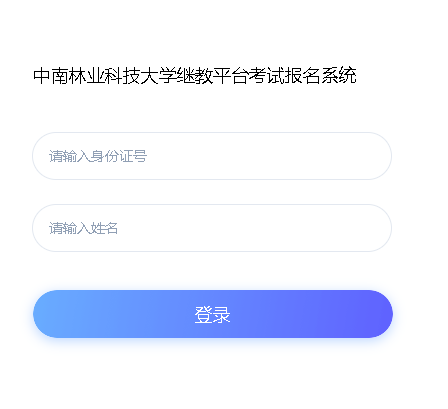 中南林业科技大学继教平台考试报名系统
请输入身份证号
请输入姓名
登录